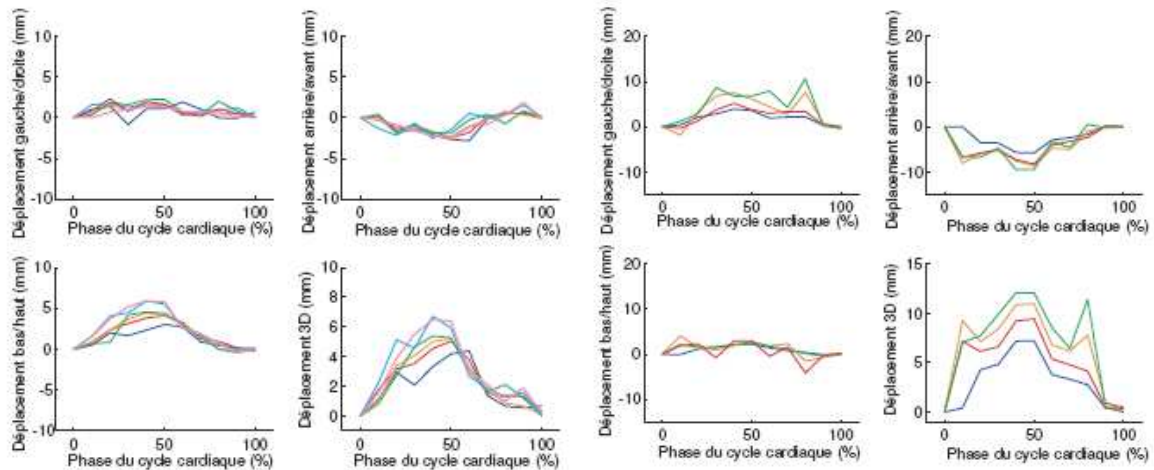 Déplacement gauche/droite (mm)
10
5
0
-5
-10
0 50 100
Phase du cycle cardiaque (%)
Déplacement arrière/avant (mm)
10
5
0
-5
-10
0 50 100
Phase du cycle cardiaque (%)
Déplacement gauche/droite (mm)
20
10
0
-10
0 50 100
Phase du cycle cardiaque (%)
Déplacement arrière/avant (mm)
20
10
0
-10
0 50 100
Phase du cycle cardiaque (%)
Déplacement bas/haut (mm)
10
5
0
-5
-10
0 50 100
Phase du cycle cardiaque (%)
Déplacement 3D (mm)
10
8
6
4
2
0
0 50 100
Phase du cycle cardiaque (%)
Déplacement bas/haut (mm)
20
10
0
-10
0 50 100
Phase du cycle cardiaque (%)
Déplacement 3D (mm)
15
10
5
0
0 50 100
Phase du cycle cardiaque (%)